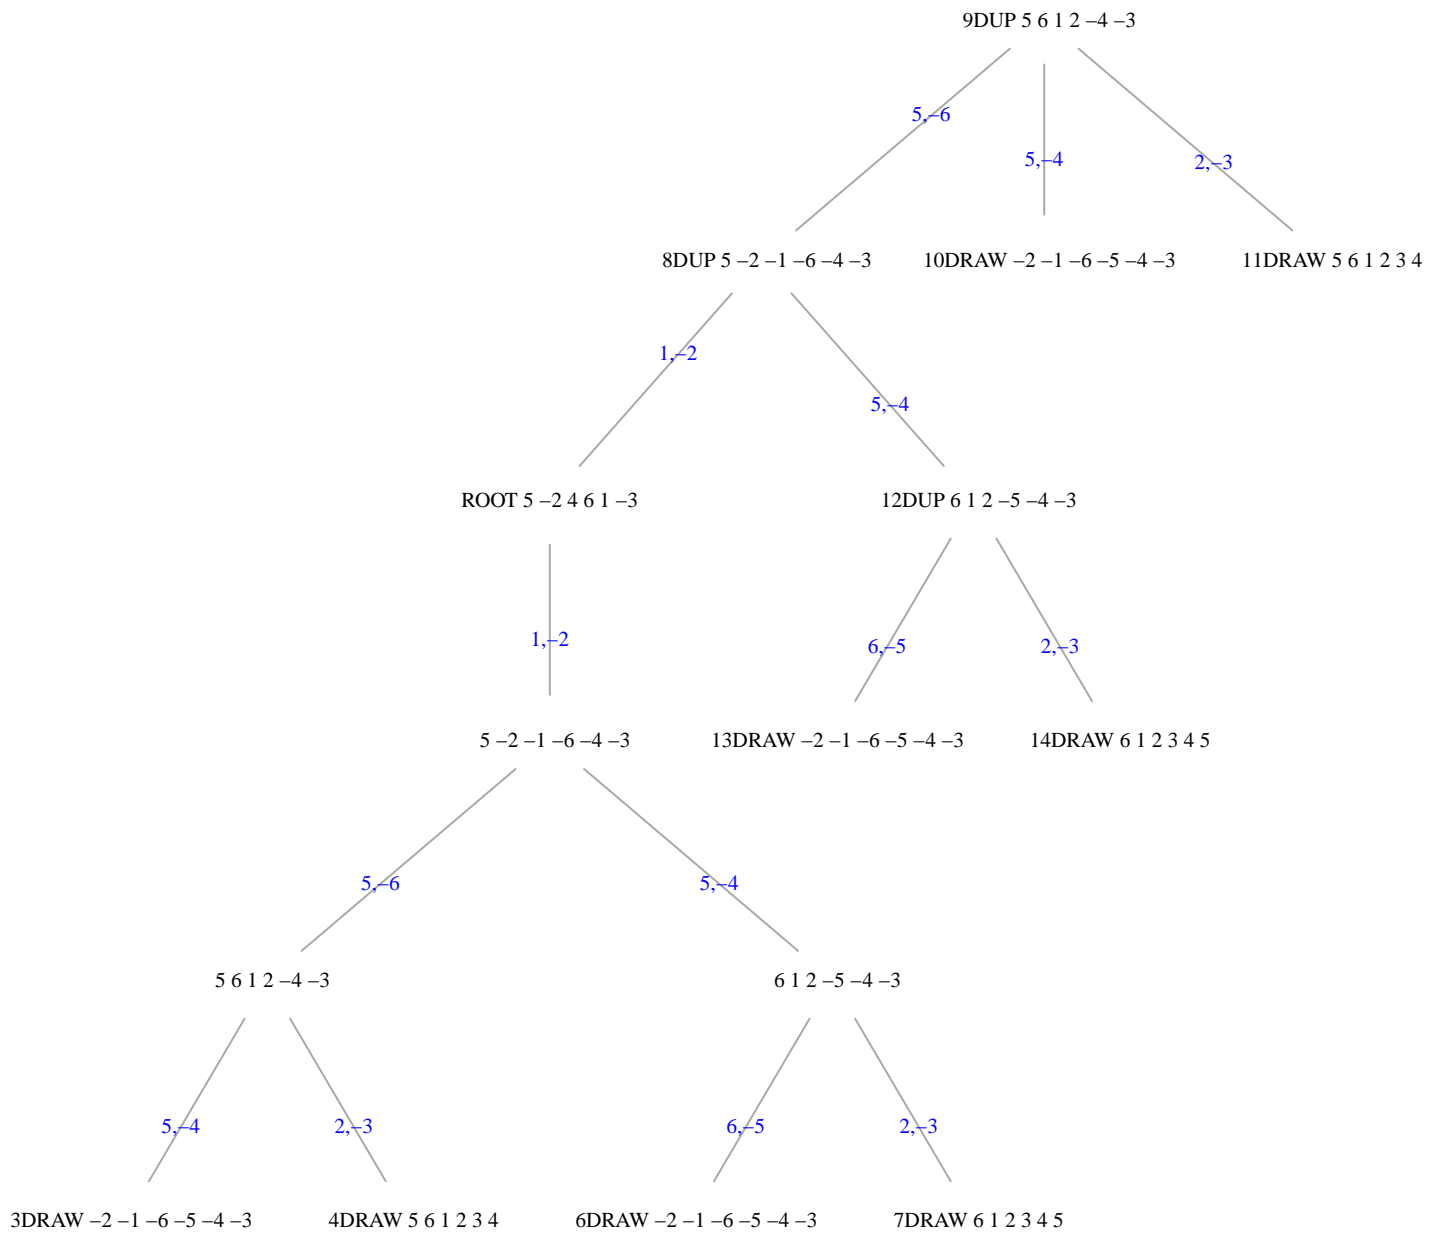 9DUP 5 6 1 2 –4 –3
5,–6
5,–4
2,–3
8DUP 5 –2 –1 –6 –4 –3
10DRAW –2 –1 –6 –5 –4 –3
11DRAW 5 6 1 2 3 4
1,–2
5,–4
ROOT 5 –2 4 6 1 –3
12DUP 6 1 2 –5 –4 –3
1,–2
6,–5
2,–3
5 –2 –1 –6 –4 –3
13DRAW –2 –1 –6 –5 –4 –3
14DRAW 6 1 2 3 4 5
5,–6
5,–4
5 6 1 2 –4 –3
6 1 2 –5 –4 –3
5,–4
2,–3
6,–5
2,–3
3DRAW –2 –1 –6 –5 –4 –3
4DRAW 5 6 1 2 3 4
6DRAW –2 –1 –6 –5 –4 –3
7DRAW 6 1 2 3 4 5